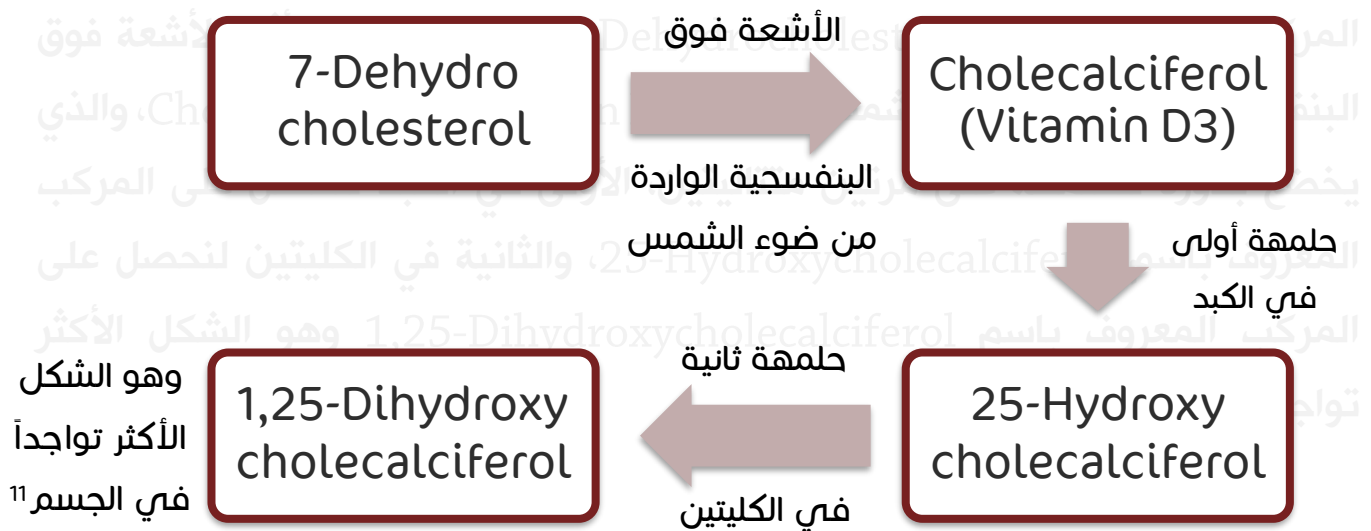 7-Dehydro
cholesterol
الأشعة فوق
البنفسجية الواردة
من ضوء الشمس
Cholecalciferol
(Vitamin D3)
حلمهة أولى
في الكبد
25-Hydroxy
cholecalciferol
حلمهة ثانية
في الكليتين
1,25-Dihydroxy
cholecalciferol
وهو الشكل
الأكثر تواجداً
في الجسم¹¹